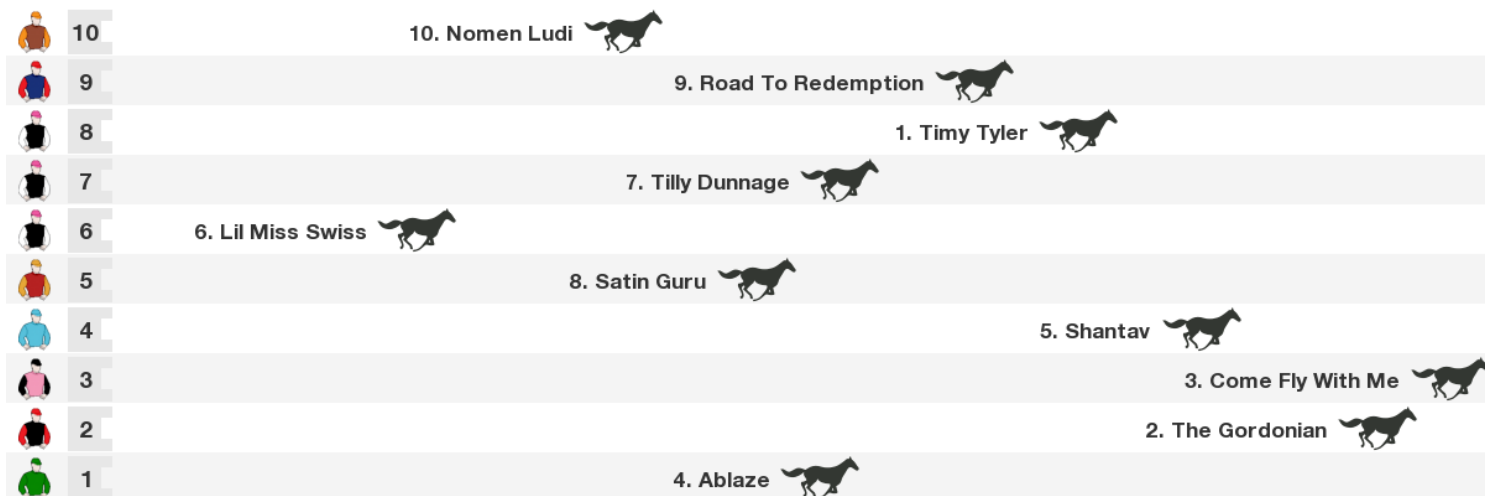 10 10. Nomen Ludi
9 9. Road To Redemption
8 1. Timy Tyler
7 7. Tilly Dunnage
6 6. Lil Miss Swiss
5 8. Satin Guru
4 5. Shantav
3 3. Come Fly With Me
2 2. The Gordonian
1 4. Ablaze